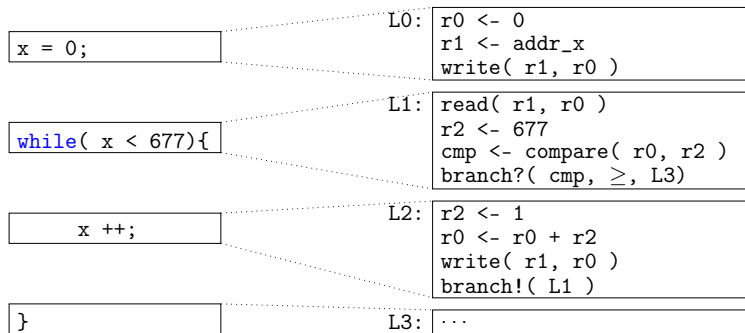 x = 0;
L0: r0 <- 0
r1 <- addr_x
write( r1, r0 )
while( x < 677){
L1: read( r1, r0 )
r2 <- 677
cmp <- compare( r0, r2 )
branch?( cmp, ≥, L3)
x ++;
L2: r2 <- 1
r0 <- r0 + r2
write( r1, r0 )
branch!( L1 )
}
L3: ···